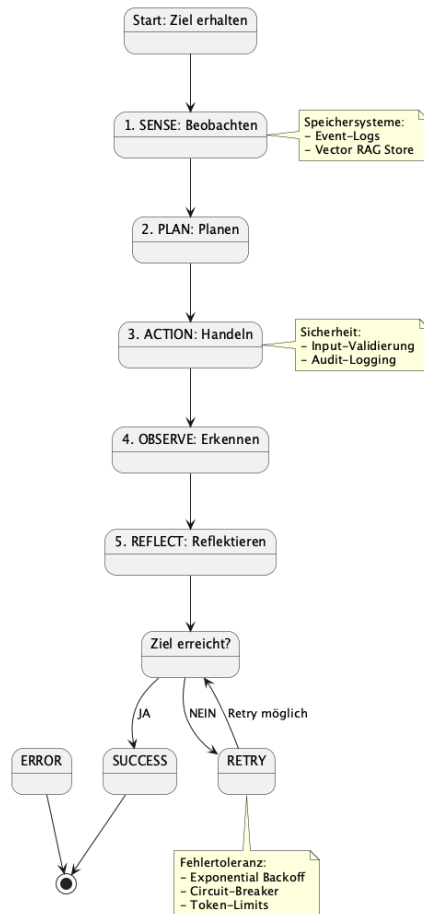 Start: Ziel erhalten
1. SENSE: Beobachten
Speichersysteme:
- Event-Logs
- Vector RAG Store
2. PLAN: Planen
3. ACTION: Handeln
Sicherheit:
- Input-Validierung
- Audit-Logging
4. OBSERVE: Erkennen
5. REFLECT: Reflektieren
Ziel erreicht?
JA
NEIN
Retry möglich
ERROR
SUCCESS
RETRY
Fehlertoleranz:
- Exponential Backoff
- Circuit-Breaker
- Token-Limits